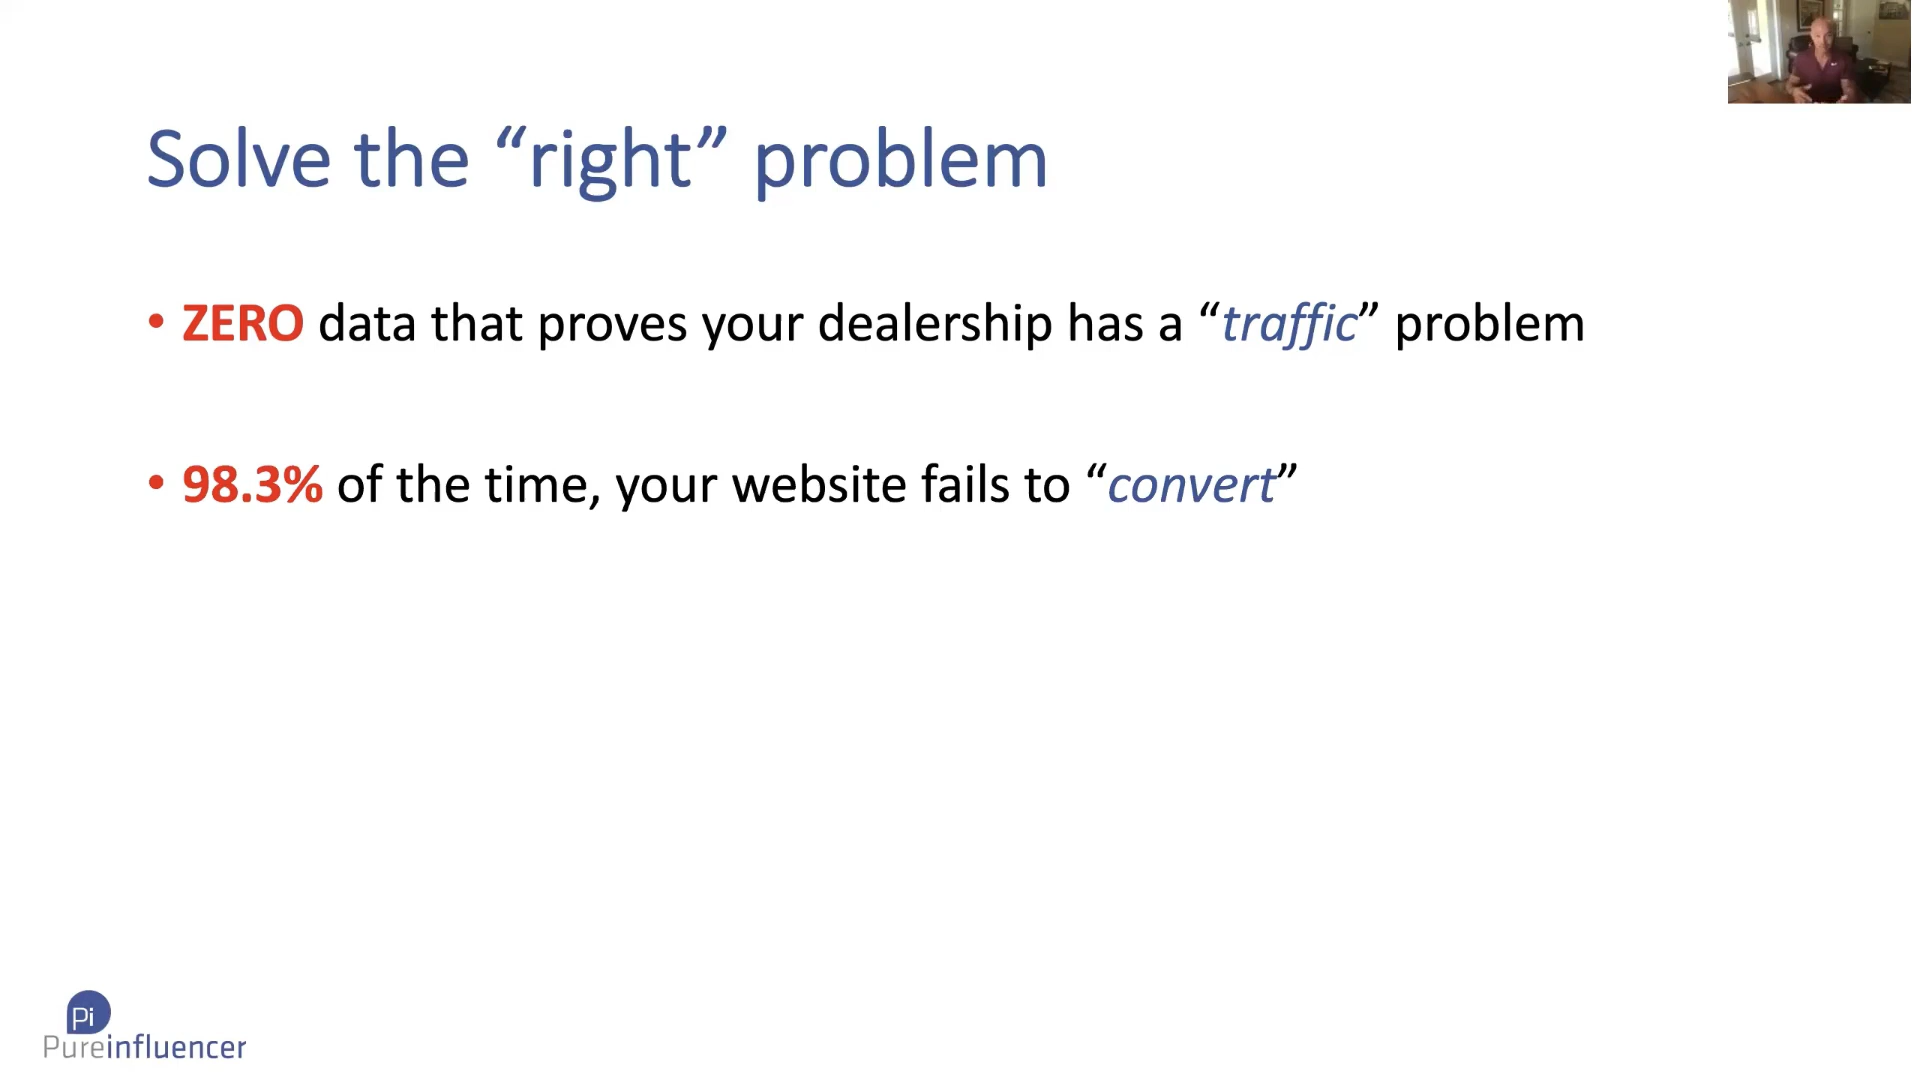 Solve the “right” problem
• ZERO data that proves your dealership has a “traffic” problem
• 98.3% of the time, your website fails to “convert”
Pi
Pureinfluencer